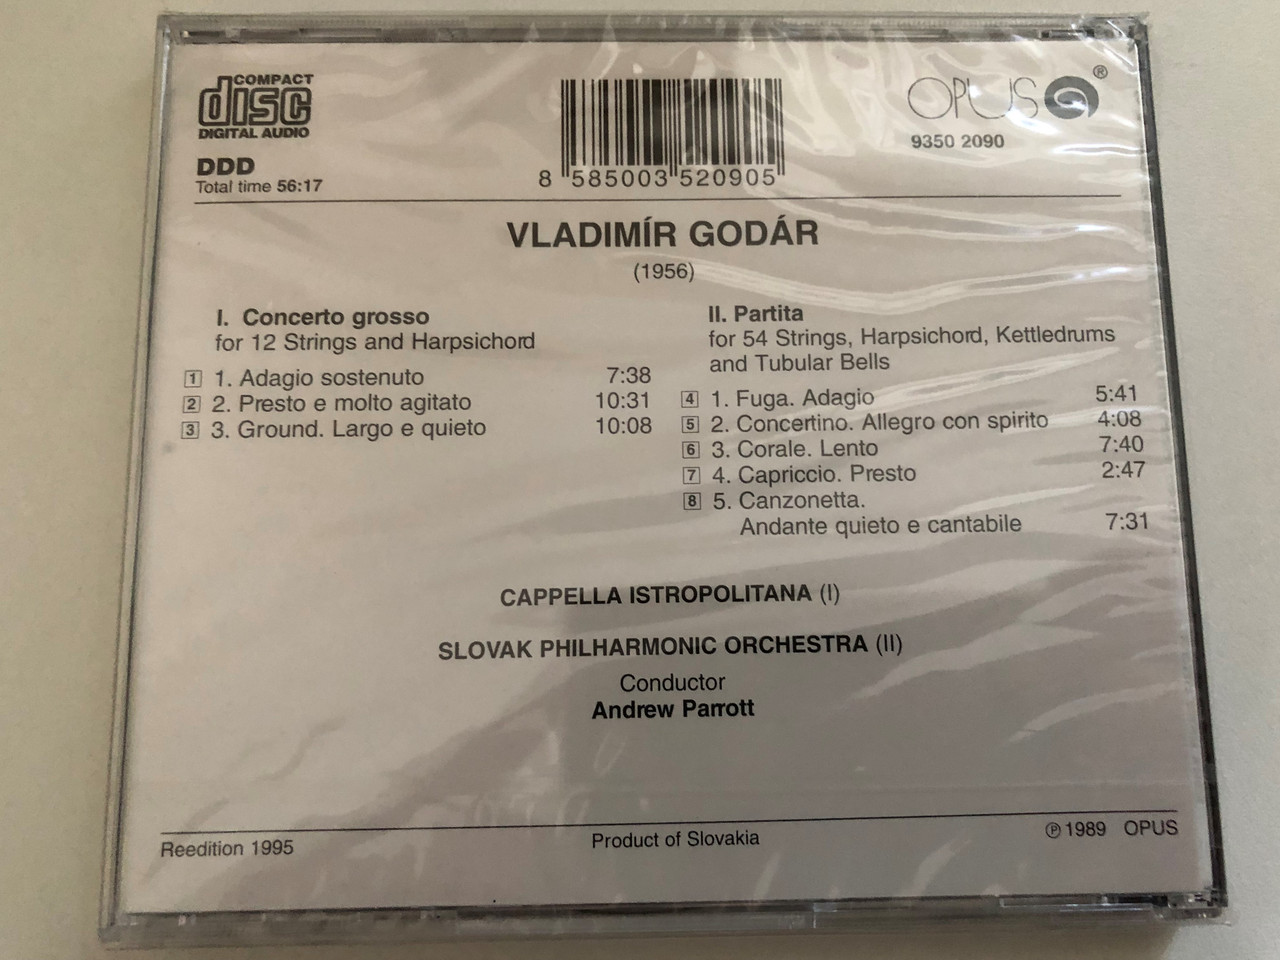 COMPACT
disc
DIGITAL AUDIO
DDD
Total time 56:17
8 585003 520905
OPUS ®
9350 2090
VLADIMÍR GODÁR
(1956)
I. Concerto grosso
for 12 Strings and Harpsichord
1 1. Adagio sostenuto 7:38
2 2. Presto e molto agitato 10:31
3 3. Ground. Largo e quieto 10:08
II. Partita
for 54 Strings, Harpsichord, Kettledrums
and Tubular Bells
4 1. Fuga. Adagio 5:41
5 2. Concertino. Allegro con spirito 4:08
6 3. Corale. Lento 7:40
7 4. Capriccio. Presto 2:47
8 5. Canzonetta.
Andante quieto e cantabile 7:31
CAPPELLA ISTROPOLITANA (I)
SLOVAK PHILHARMONIC ORCHESTRA (II)
Conductor
Andrew Parrott
Reedition 1995
Product of Slovakia
℗ 1989 OPUS